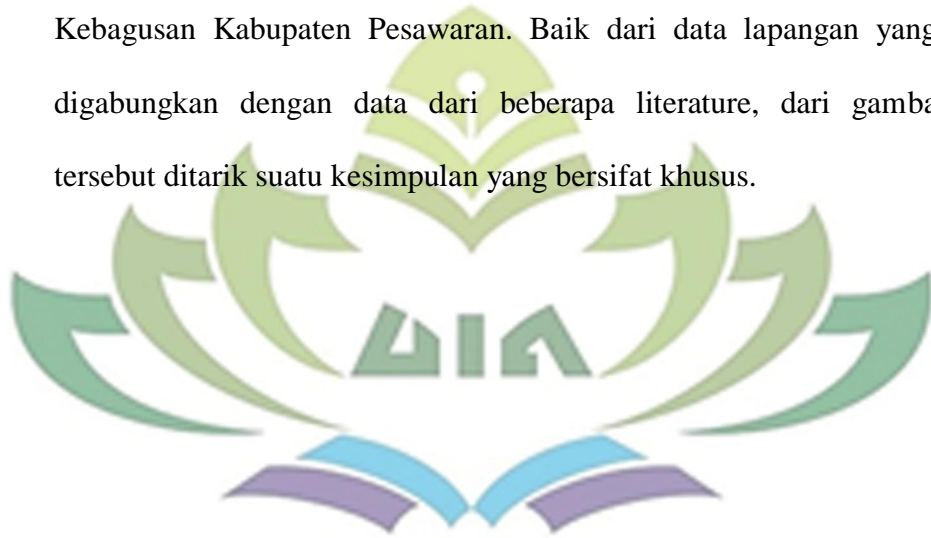 Kebagusan Kabupaten Pesawaran. Baik dari data lapangan yang
digabungkan dengan data dari beberapa literature, dari gamba
tersebut ditarik suatu kesimpulan yang bersifat khusus.
UIN